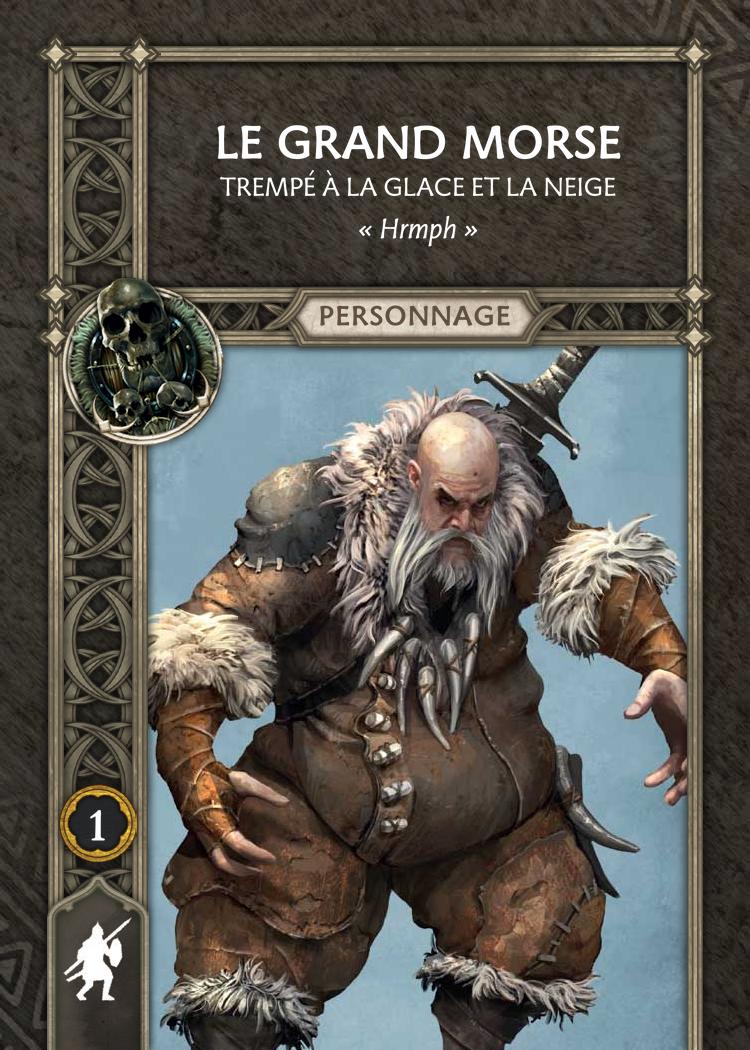 LE GRAND MORSE
TREMPÉ À LA GLACE ET LA NEIGE
« Hrmph »
PERSONNAGE
1